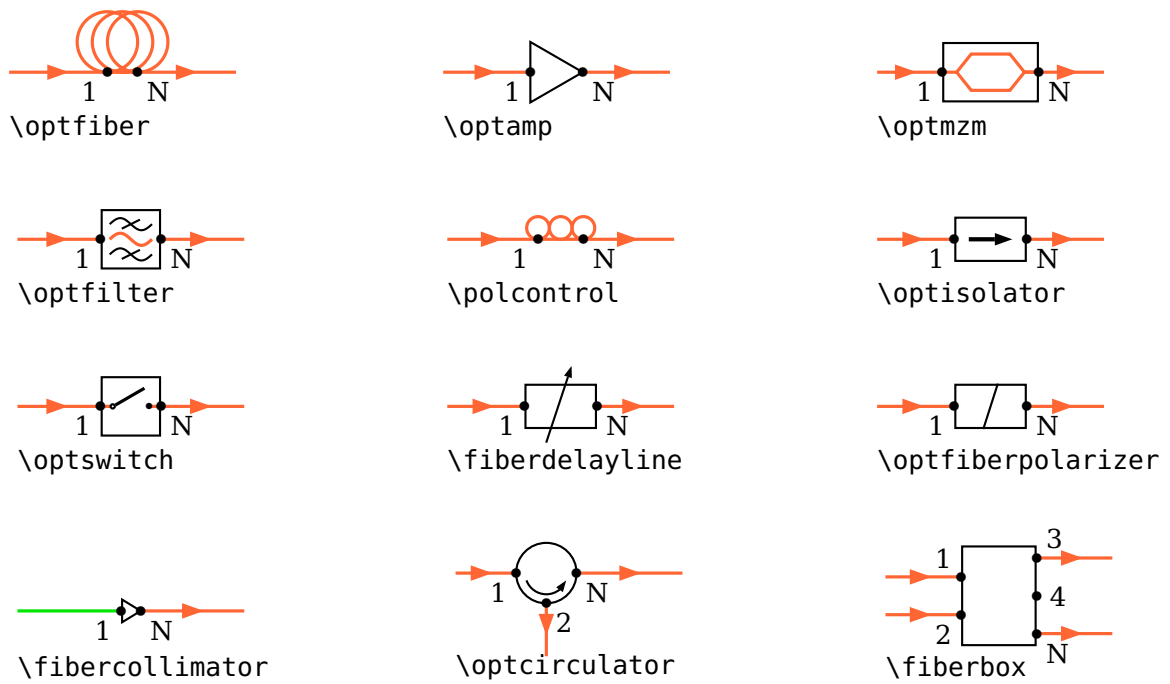 1 N
\optfiber
1 N
\optamp
1 N
\optmzm
1 N
\optfilter
1 N
\polcontrol
1 N
\optisolator
1 N
\optswitch
1 N
\fiberdelayline
1 N
\optfiberpolarizer
1 N
\fibercollimator
1 N
2
\optcirculator
3
1
4
2
N
\fiberbox